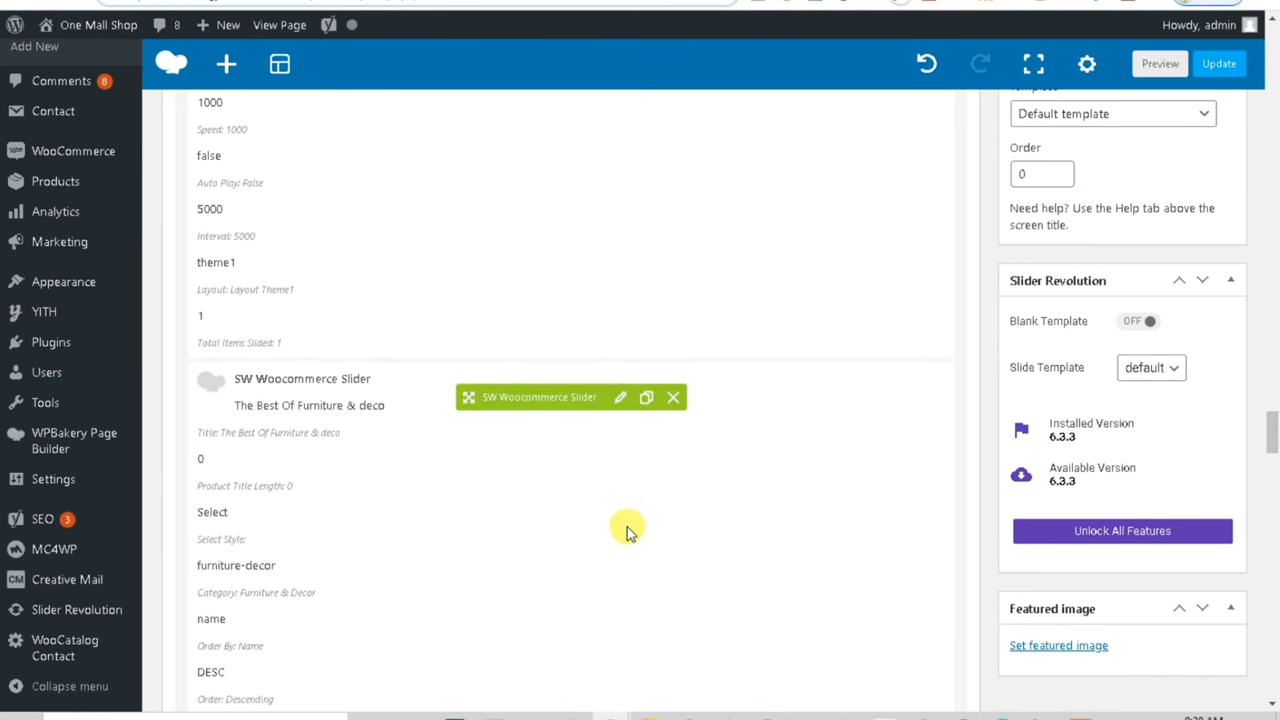 One Mall Shop
8
New
View Page
Howdy, admin
Add New
Comments 8
Contact
WooCommerce
Products
Analytics
Marketing
Appearance
YITH
Plugins
Users
Tools
WPBakery Page
Builder
Settings
SEO 3
MC4WP
Creative Mail
Slider Revolution
WooCatalog
Contact
Collapse menu
Preview
Update
1000
Speed: 1000
false
Auto Play: False
5000
Interval: 5000
theme1
Layout: Layout Theme1
1
Total Items Slided: 1
SW Woocommerce Slider
The Best Of Furniture & deco
Title: The Best Of Furniture & deco
SW Woocommerce Slider
0
Product Title Length: 0
Select
Select Style:
furniture-decor
Category: Furniture & Decor
name
Order By: Name
DESC
Order: Descending
Default template
Order
0
Need help? Use the Help tab above the
screen title.
Slider Revolution
Blank Template
OFF
Slide Template
default
Installed Version
6.3.3
Available Version
6.3.3
Unlock All Features
Featured image
Set featured image